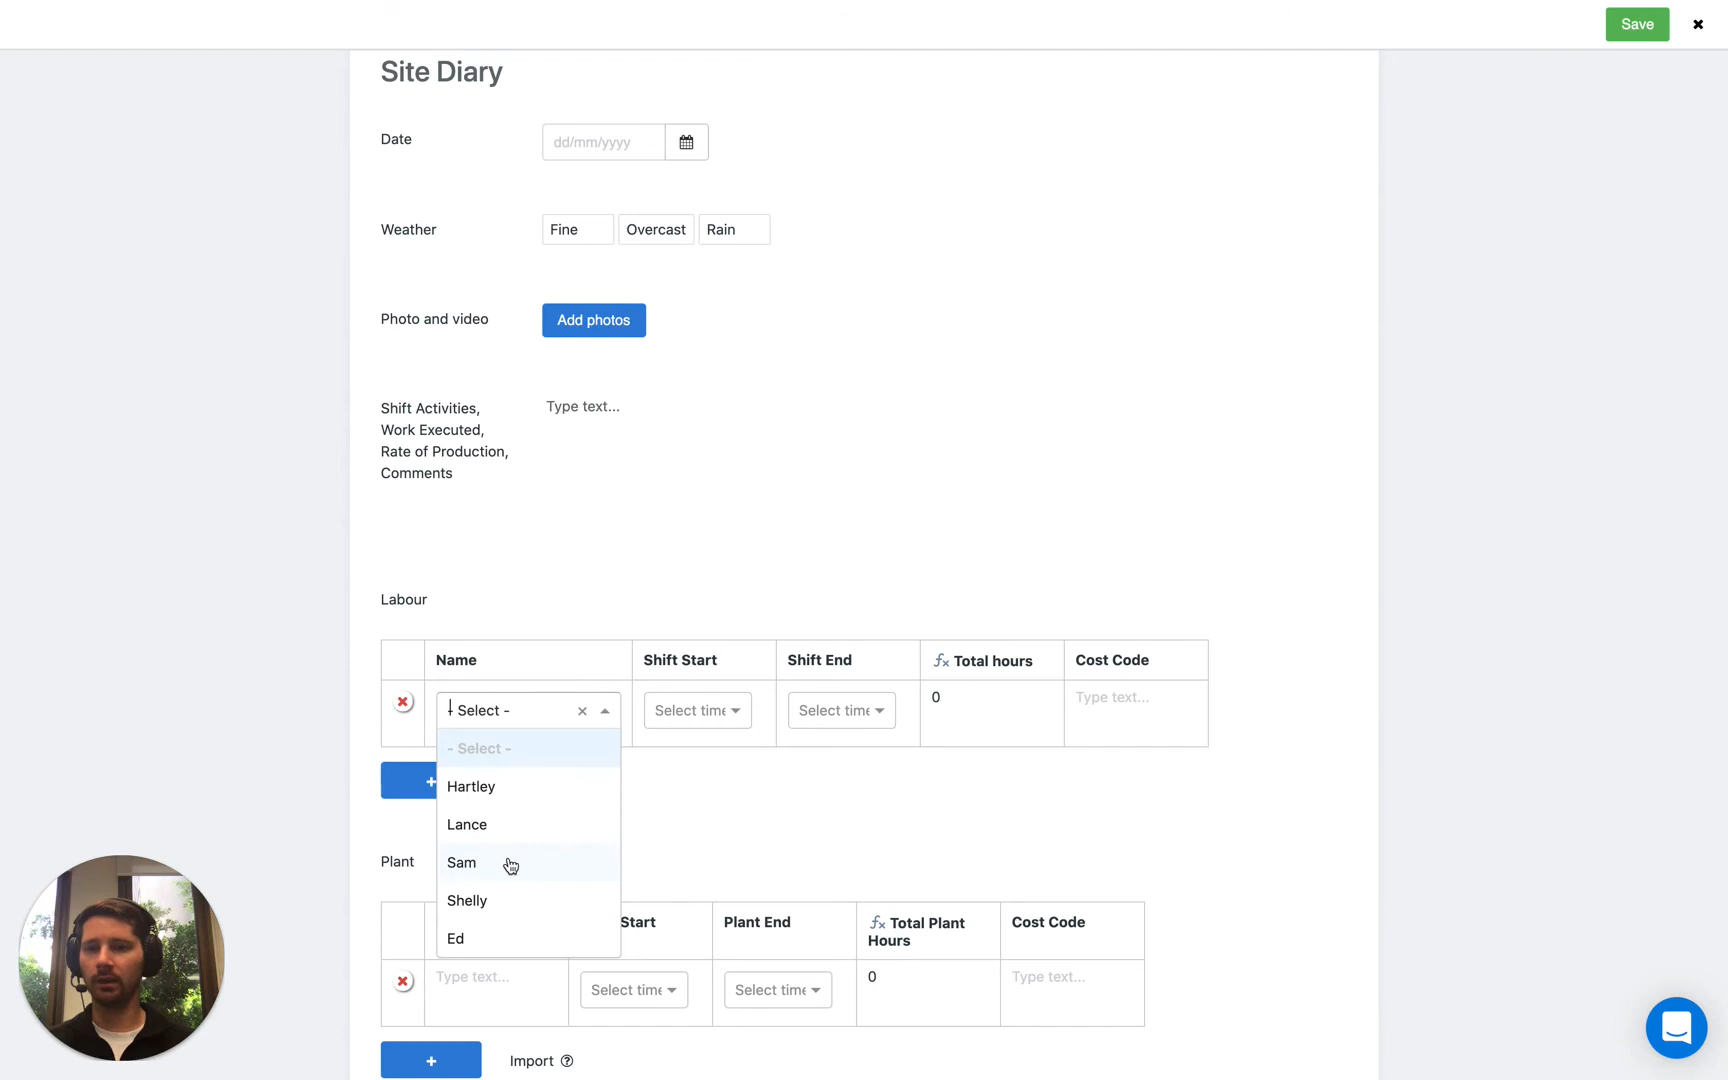 Save
Site Diary
Date
dd/mm/yyyy
Weather
Fine
Overcast
Rain
Photo and video
Add photos
Shift Activities,
Work Executed,
Rate of Production,
Comments
Type text...
Labour
Name
Shift Start
Shift End
fx Total hours
Cost Code
- Select -
Select time
Select time
0
Type text...
- Select -
Hartley
Lance
Sam
Shelly
Ed
+
Plant
Start
Plant End
fx Total Plant
Hours
Cost Code
Type text...
Select time
Select time
0
Type text...
+
Import